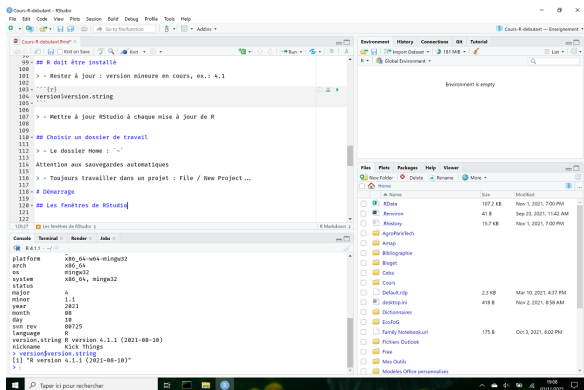 Cours-R-debutant - RStudio
File Edit Code View Plots Session Build Debug Profile Tools Help
Go to file/function
Addins
Cours-R-debutant — Enseignement
Cours-R-debutant.Rmd*
Knit on Save
Knit
Run
99 ## R doit être installé
100
101 > - Rester à jour : version mineure en cours, ex.: 4.1
102
103 ```{r}
104 version$version.string
105 ```
106
107 > - Mettre à jour RStudio à chaque mise à jour de R
108
109
110 ## Choisir un dossier de travail
111
112 > - Le dossier Home : `~`
113
114 Attention aux sauvegardes automatiques
115
116 > - Toujours travailler dans un projet : File / New Project...
117
118 # Démarrage
119
120 ## Les Fenêtres de RStudio
121
122
120:27 Les fenêtres de RStudio
R Markdown
Console Terminal Render Jobs
R 4.1.1 · ~/
platform x86_64-w64-mingw32
arch x86_64
os mingw32
system x86_64, mingw32
status
major 4
minor 1.1
year 2021
month 08
day 10
svn rev 80725
language R
version.string R version 4.1.1 (2021-08-10)
nickname Kick Things
> version$version.string
[1] "R version 4.1.1 (2021-08-10)"
>
Environment History Connections Git Tutorial
Import Dataset
181 MiB
List
R Global Environment
Environment is empty
Files Plots Packages Help Viewer
New Folder Delete Rename More
Home
Name Size Modified
.RData 107.2 KB Nov 1, 2021, 7:00 PM
.Renviron 41 B Sep 23, 2021, 11:42 AM
.Rhistory 15.7 KB Nov 1, 2021, 7:00 PM
AgroParisTech
Amap
Bibliographie
Bioget
Ceba
Cours
Default.rdp 2.3 KB Mar 10, 2021, 4:37 PM
desktop.ini 418 B Nov 2, 2021, 8:58 AM
Dictionnaires
EcoFoG
Family Notebook.url 175 B Oct 3, 2021, 6:02 PM
Fichiers Outlook
Free
Mes Outils
Modèles Office personnalisés
Taper ici pour rechercher
19:08
02/11/2021